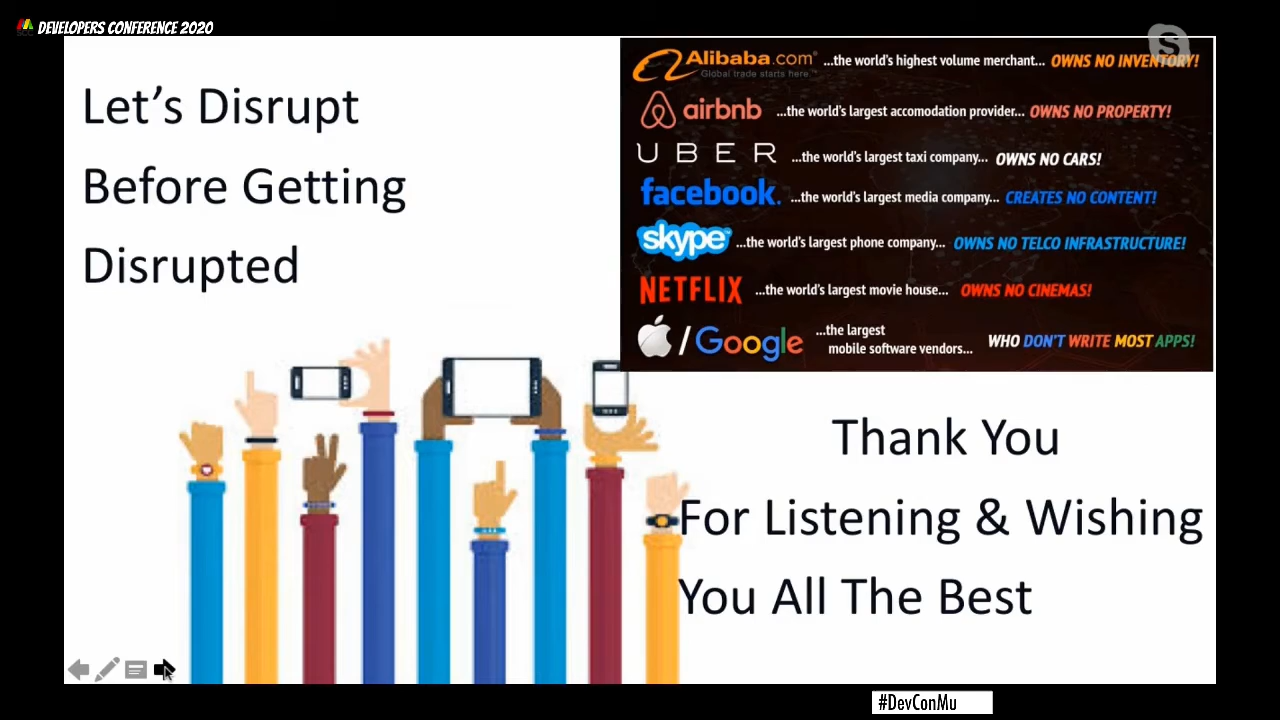 DEVELOPERS CONFERENCE 2020
Let's Disrupt
Before Getting
Disrupted
Alibaba.com® ...the world's highest volume merchant... OWNS NO INVENTORY!
Global trade starts here.™
airbnb ...the world's largest accomodation provider... OWNS NO PROPERTY!
UBER ...the world's largest taxi company... OWNS NO CARS!
facebook. ...the world's largest media company... CREATES NO CONTENT!
skype ...the world's largest phone company... OWNS NO TELCO INFRASTRUCTURE!
NETFLIX ...the world's largest movie house... OWNS NO CINEMAS!
/ Google ...the largest
mobile software vendors... WHO DON'T WRITE MOST APPS!
Thank You
For Listening & Wishing
You All The Best
#DevConMu